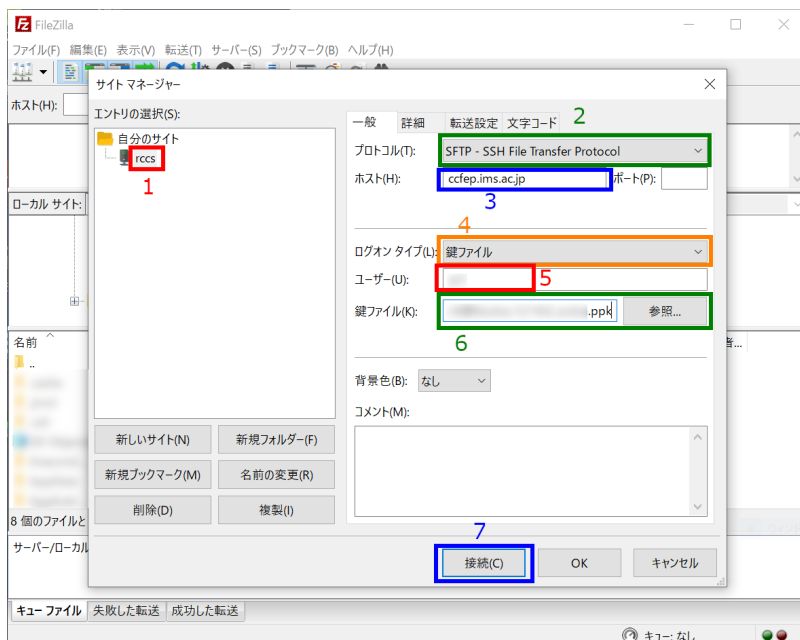 FileZilla
ファイル(F) 編集(E) 表示(V) 転送(T) サーバー(S) ブックマーク(B) ヘルプ(H)
サイト マネージャー
ホスト(H):
エントリの選択(S):
自分のサイト
rccs
1
一般 詳細 転送設定 文字コード
2
プロトコル(T): SFTP - SSH File Transfer Protocol
ホスト(H): ccfep.ims.ac.jp ポート(P):
3
4
ログオン タイプ(L): 鍵ファイル
ユーザー(U): 5
鍵ファイル(K): .ppk 参照...
6
背景色(B): なし
コメント(M):
新しいサイト(N) 新規フォルダー(F)
新規ブックマーク(M) 名前の変更(R)
削除(D) 複製(I)
7
接続(C) OK キャンセル
ローカル サイト:
名前
..
者...
8 個のファイルと
サーバー/ローカル
キュー ファイル 失敗した転送 成功した転送
キュー: なし